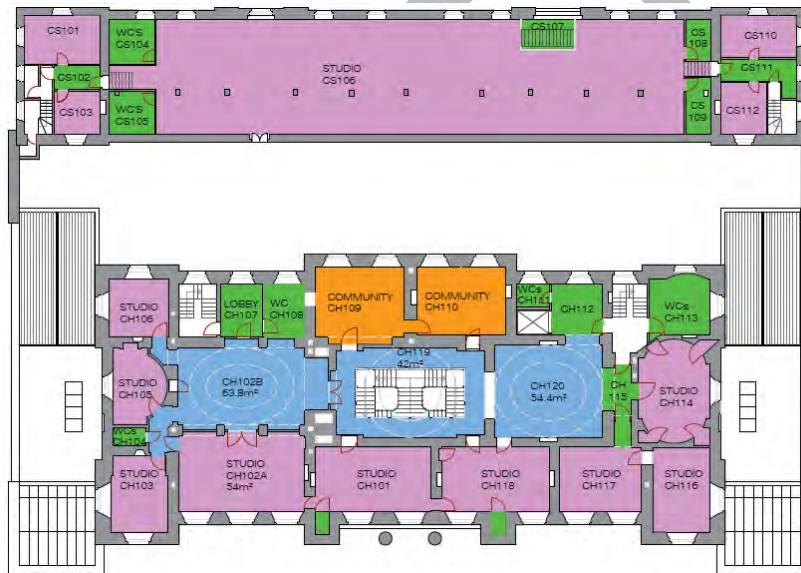 CS101
WC'S
CS104
CS107
CS
108
CS110
STUDIO
CS106
CS102
CS111
CS103
WC'S
CS105
CS
109
CS112
STUDIO
CH106
LOBBY
CH107
WC
CH108
COMMUNITY
CH109
COMMUNITY
CH110
WCs
CH111
CH112
WCs
CH113
STUDIO
CH105
CH102B
63.8m²
CH119
42m²
CH120
54.4m²
CH
115
STUDIO
CH114
WCs
CH104
STUDIO
CH103
STUDIO
CH102A
54m²
STUDIO
CH101
STUDIO
CH118
STUDIO
CH117
STUDIO
CH116